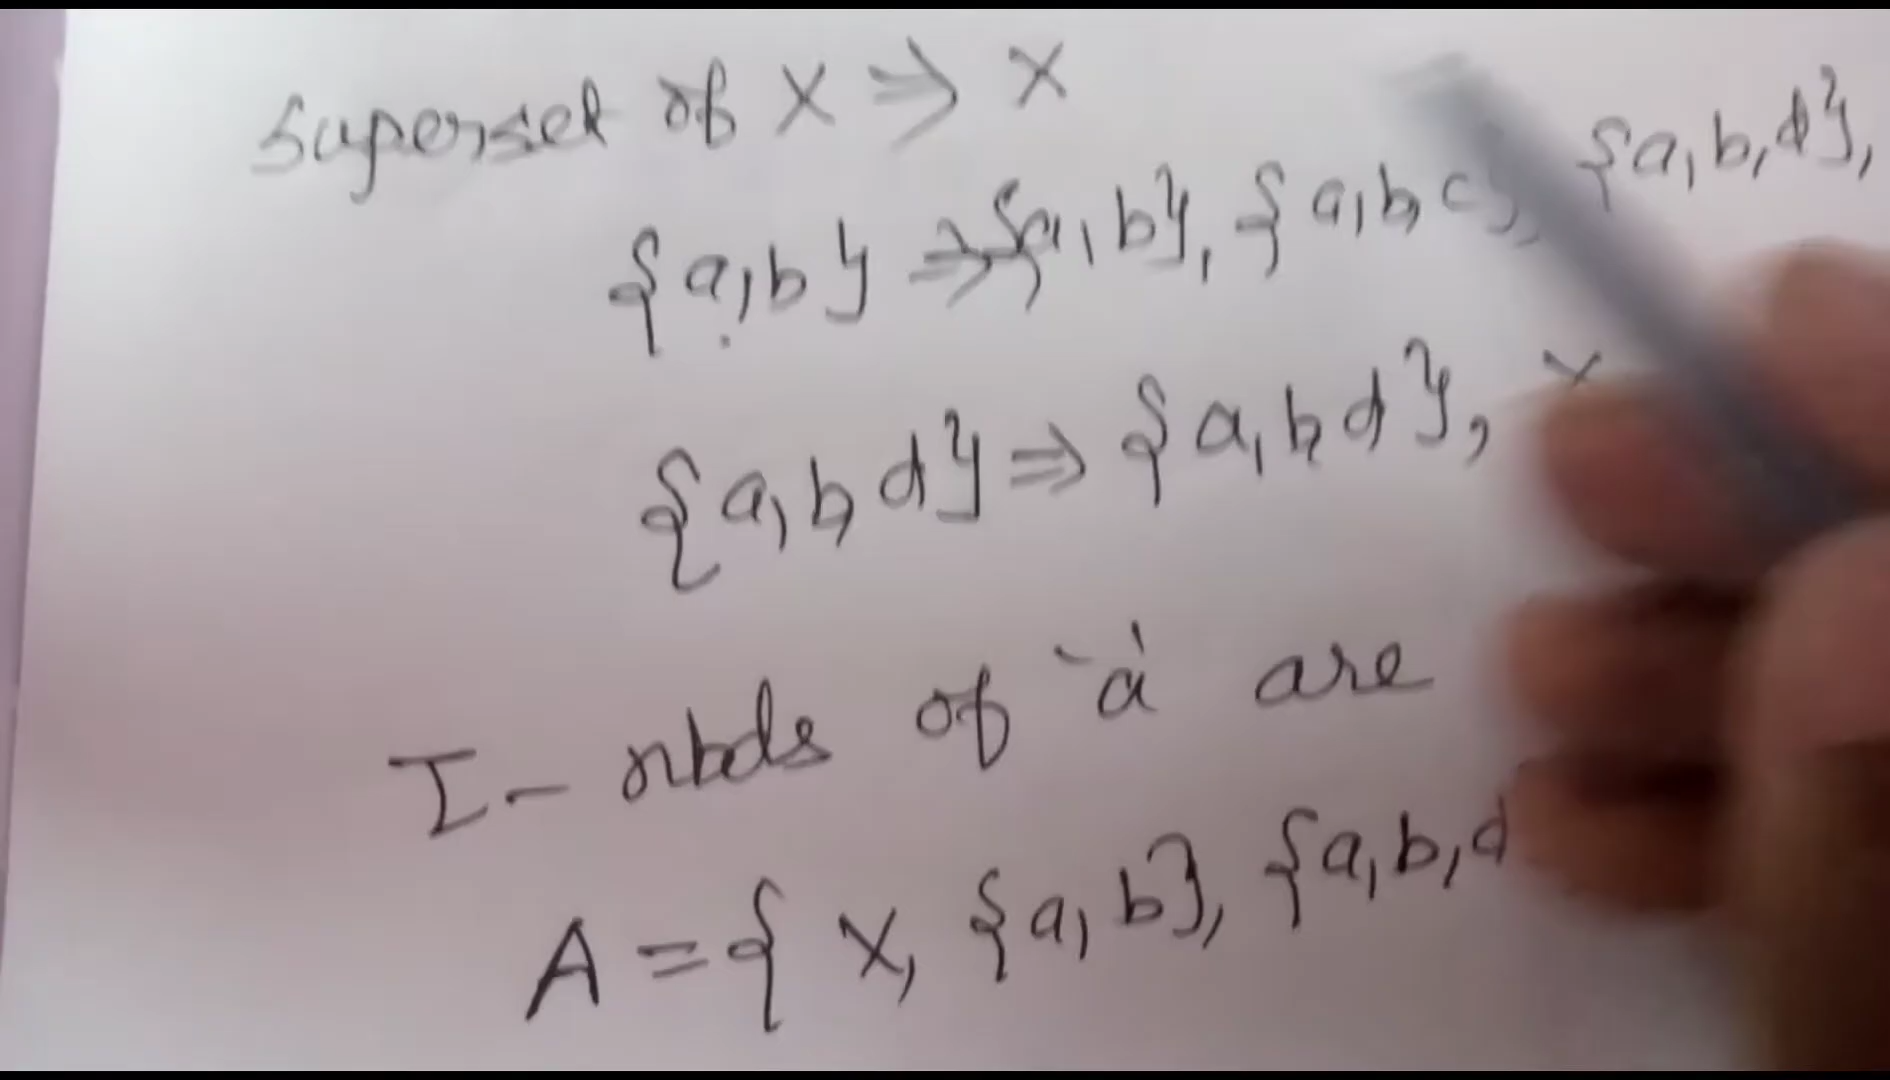 Superset of X ⇒ X
{a,b} ⇒ {a,b}, {a,b,c}, {a,b,d},
{a,b,d} ⇒ {a,b,d}, X
I - nbds of 'a' are
A = { X, {a,b}, {a,b,d